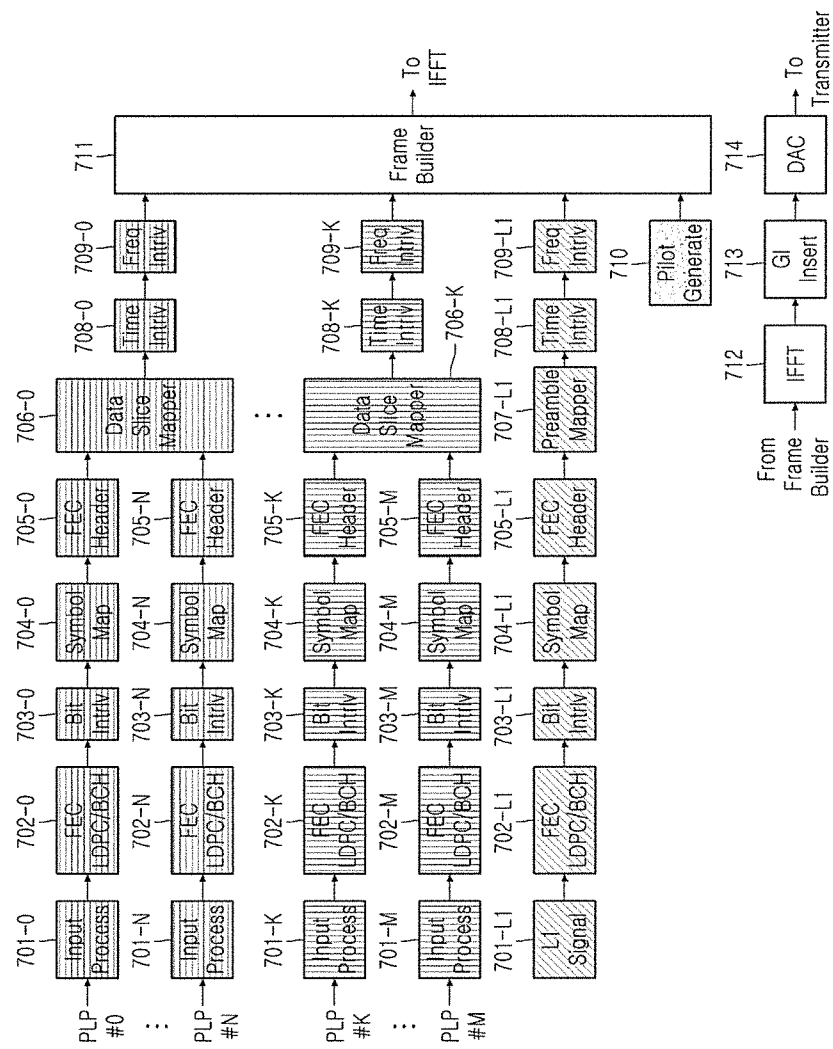 PLP
#0
701-0
Input
Process
702-0
FEC
LDPC/BCH
703-0
Bit
Intrlv
704-0
Symbol
Map
705-0
FEC
Header
706-0
Data
Slice
Mapper
708-0
Time
Intrlv
709-0
Freq
Intrlv
711
Frame
Builder
To
IFFT
PLP
#N
701-N
Input
Process
702-N
FEC
LDPC/BCH
703-N
Bit
Intrlv
704-N
Symbol
Map
705-N
FEC
Header
PLP
#K
701-K
Input
Process
702-K
FEC
LDPC/BCH
703-K
Bit
Intrlv
704-K
Symbol
Map
705-K
FEC
Header
Data
Slice
Mapper
706-K
708-K
Time
Intrlv
709-K
Freq
Intrlv
PLP
#M
701-M
Input
Process
702-M
FEC
LDPC/BCH
703-M
Bit
Intrlv
704-M
Symbol
Map
705-M
FEC
Header
701-L1
L1
Signal
702-L1
FEC
LDPC/BCH
703-L1
Bit
Intrlv
704-L1
Symbol
Map
705-L1
FEC
Header
707-L1
Preamble
Mapper
708-L1
Time
Intrlv
709-L1
Freq
Intrlv
710
Pilot
Generate
From
Frame
Builder
712
IFFT
713
GI
Insert
714
DAC
To
Transmitter